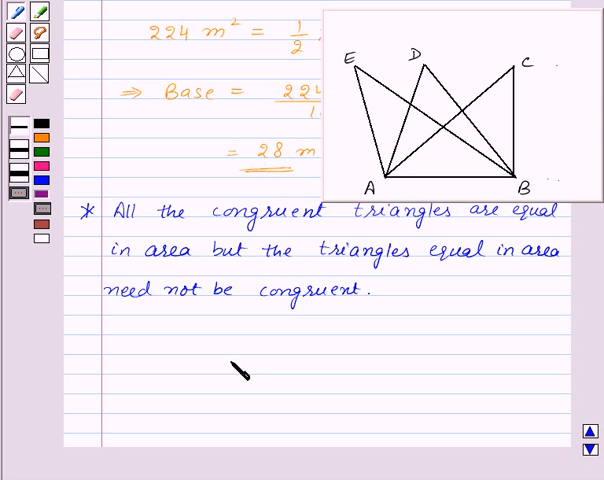 224 m² = 1/2
E D C
⇒ Base = 224
= 28 m
A B
* All the congruent triangles are equal
in area but the triangles equal in area
need not be congruent.